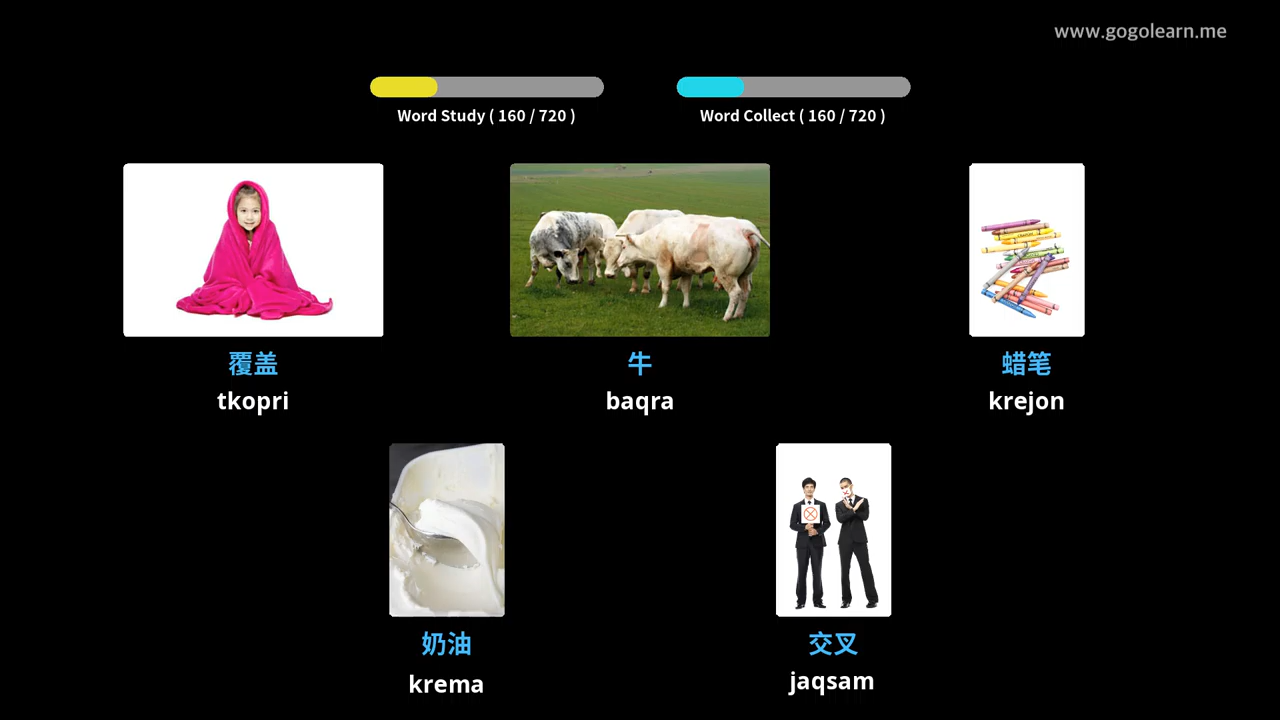 www.gogolearn.me
Word Study ( 160 / 720 )
Word Collect ( 160 / 720 )
覆盖
tkopri
牛
baqra
蜡笔
krejon
奶油
krema
交叉
jaqsam